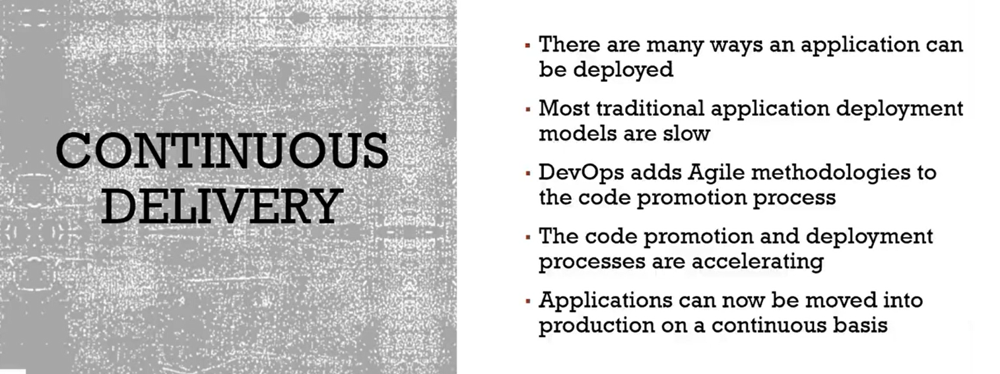 CONTINUOUS
DELIVERY
▪ There are many ways an application can
be deployed
▪ Most traditional application deployment
models are slow
▪ DevOps adds Agile methodologies to
the code promotion process
▪ The code promotion and deployment
processes are accelerating
▪ Applications can now be moved into
production on a continuous basis